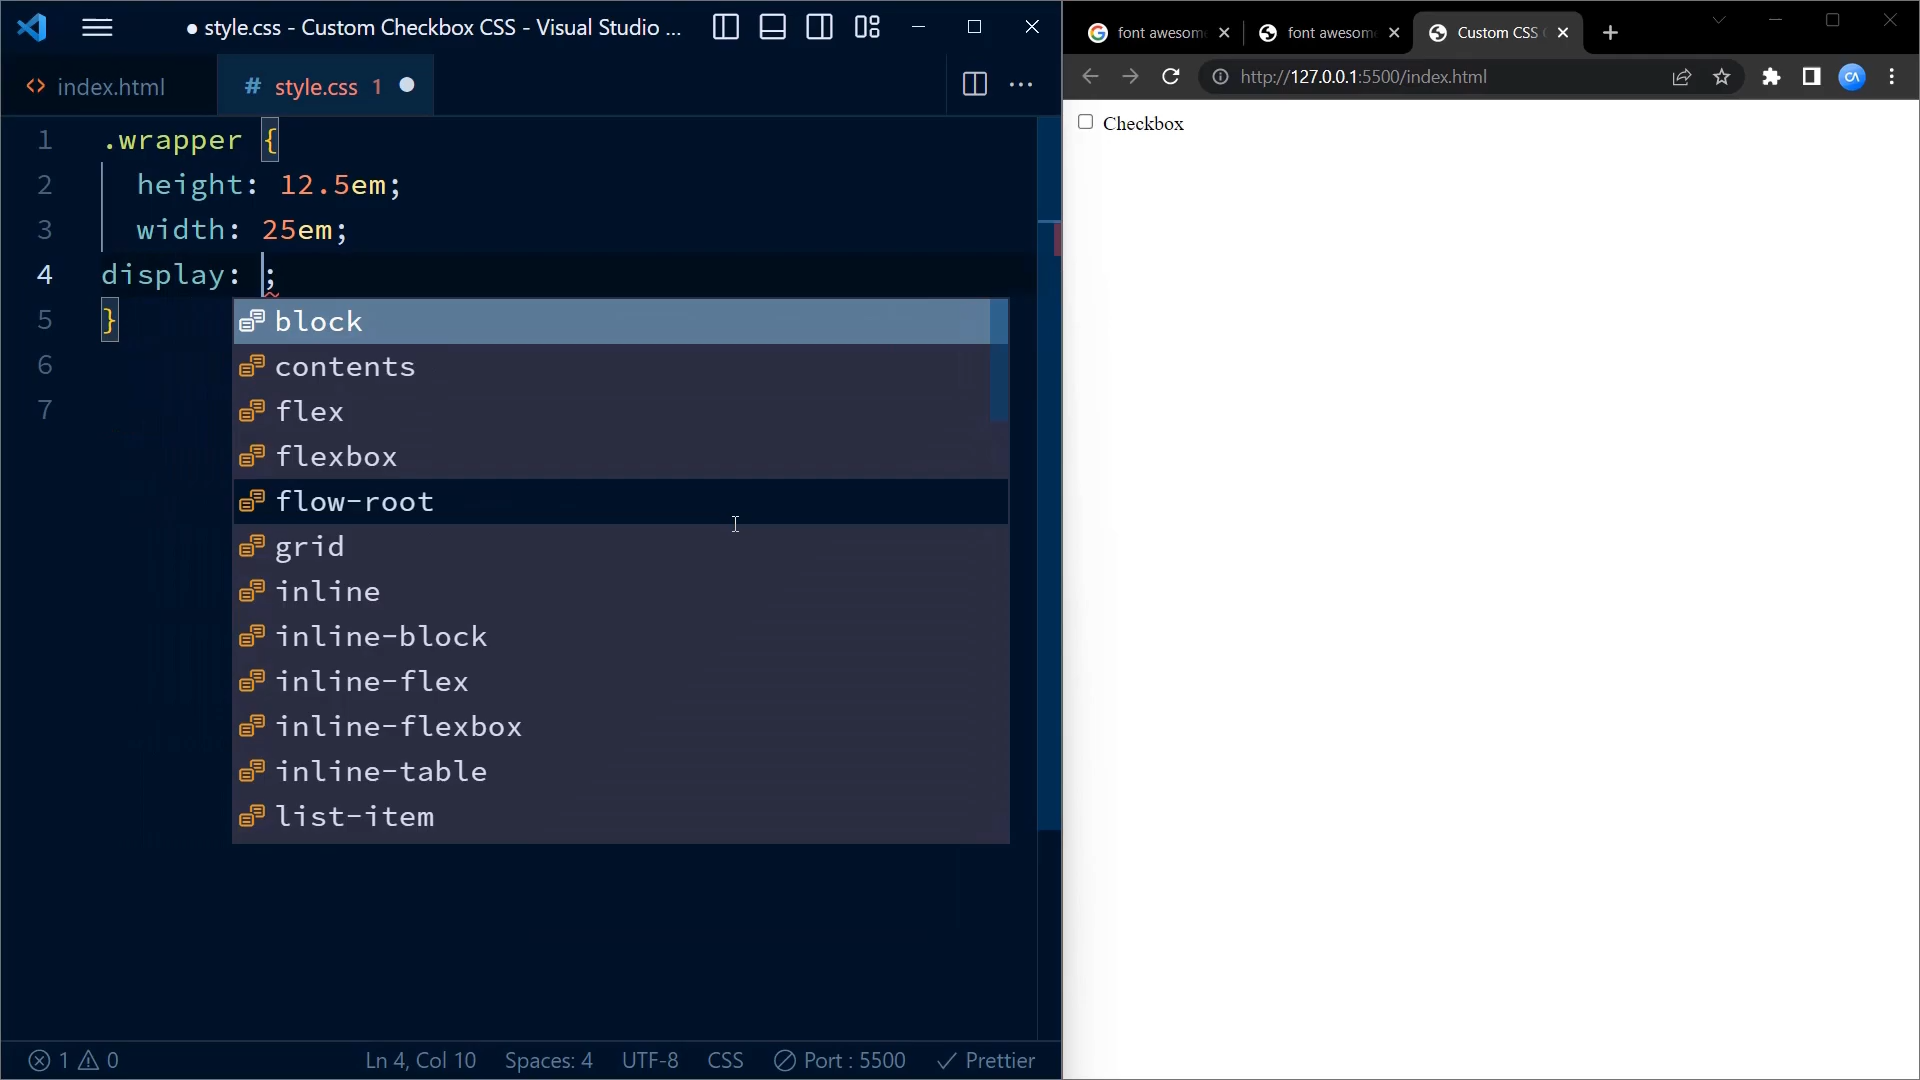 style.css - Custom Checkbox CSS - Visual Studio ...
index.html
# style.css 1
1 .wrapper {
2 height: 12.5em;
3 width: 25em;
4 display: ;
5 }
6
7
block
contents
flex
flexbox
flow-root
grid
inline
inline-block
inline-flex
inline-flexbox
inline-table
list-item
1 0 Ln 4, Col 10 Spaces: 4 UTF-8 CSS Port : 5500 Prettier
font awesom
font awesom
Custom CSS
http://127.0.0.1:5500/index.html
CA
Checkbox